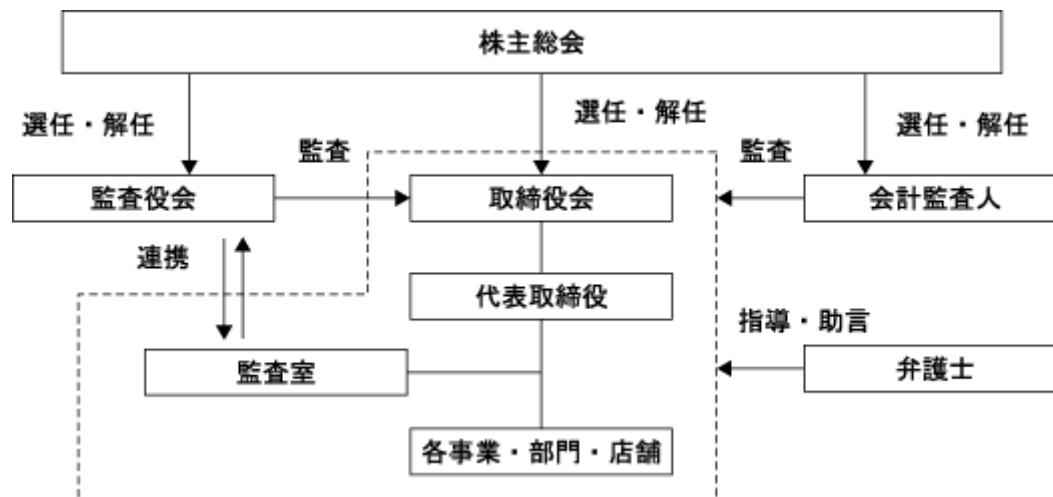 株主総会
選任・解任
選任・解任
選任・解任
監査
監査
監査役会
取締役会
会計監査人
連携
代表取締役
指導・助言
監査室
弁護士
各事業・部門・店舗